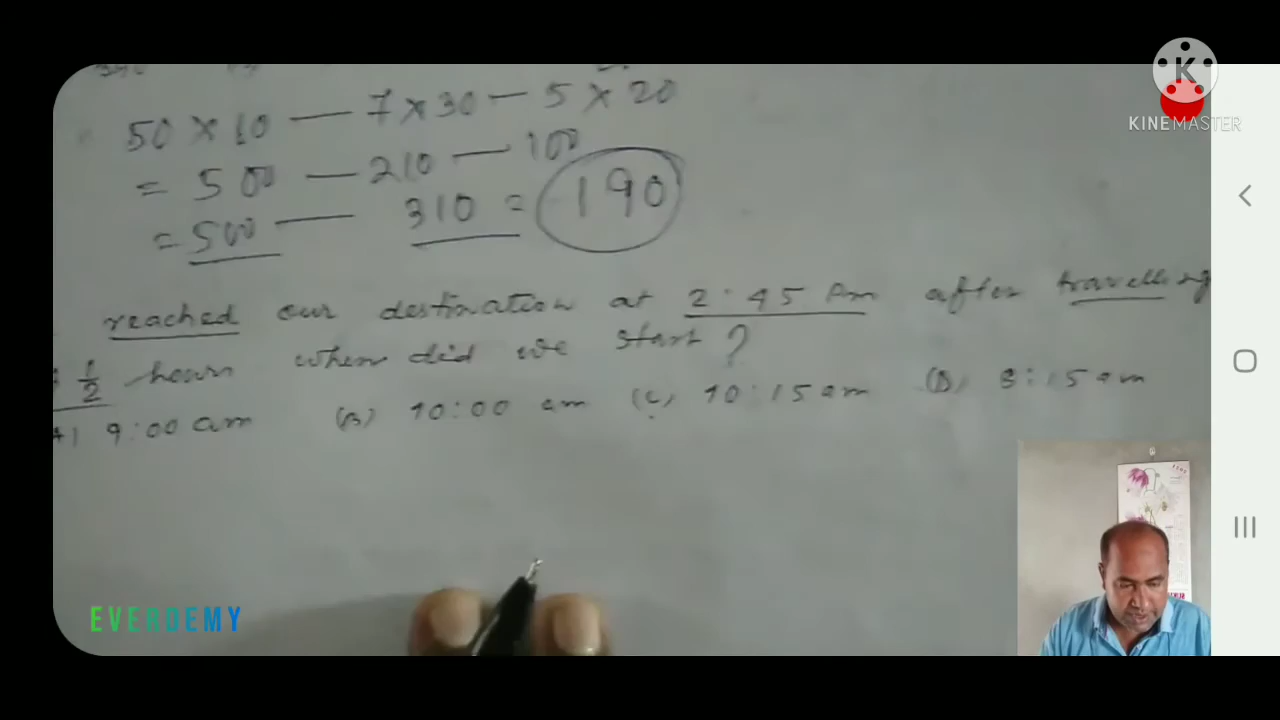 50 × 10 — 7 × 30 — 5 × 20
= 500 — 210 — 100
= 500 — 310 = 190
reached our destination at 2:45 Pm after travelling
1/2 hours when did we start ?
9:00 am (B) 10:00 am (C) 10:15 am (D) 8:15 am
KINEMASTER
EVERDEMY